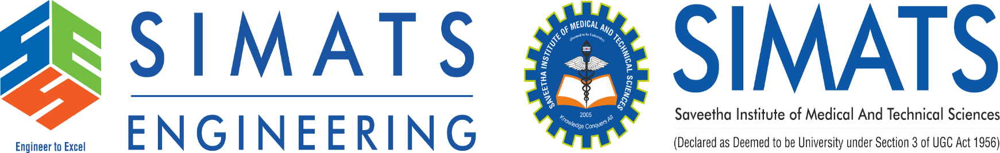 SES
Engineer to Excel
SIMATS
ENGINEERING
SAVEETHA INSTITUTE OF MEDICAL AND TECHNICAL SCIENCES
(Deemed to be University)
2005
Knowledge Conquers All
SIMATS
Saveetha Institute of Medical And Technical Sciences
(Declared as Deemed to be University under Section 3 of UGC Act 1956)